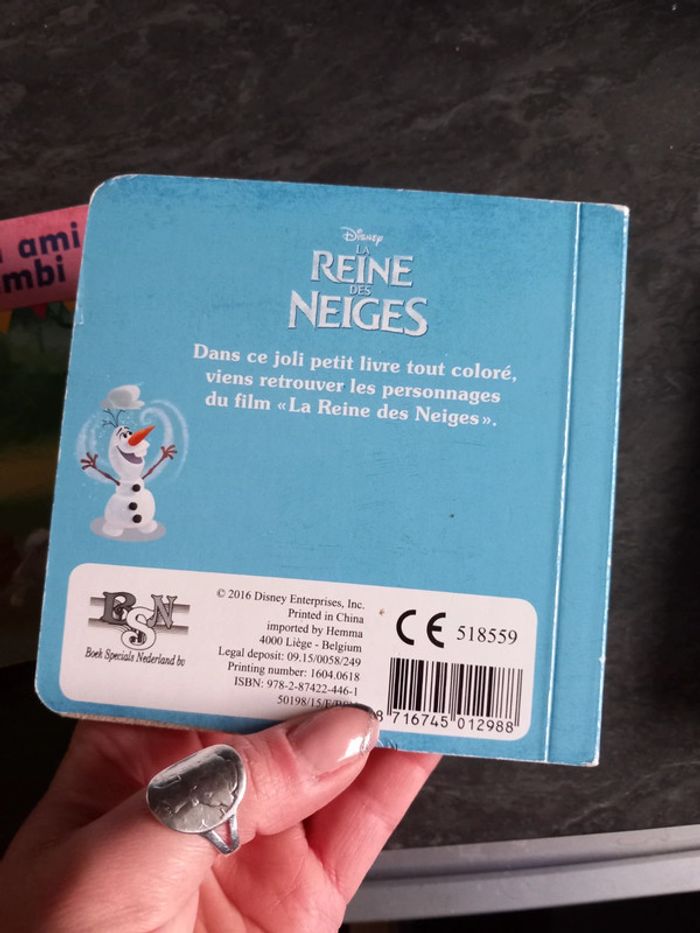 ami
mbi
Disney
LA
REINE
DES
NEIGES
Dans ce joli petit livre tout coloré,
viens retrouver les personnages
du film «La Reine des Neiges».
BSN
Boek Specials Nederland bv
© 2016 Disney Enterprises, Inc.
Printed in China
imported by Hemma
4000 Liège - Belgium
Legal deposit: 09.15/0058/249
Printing number: 1604.0618
ISBN: 978-2-87422-446-1
50198/15/
CE 518559
8 716745 012988